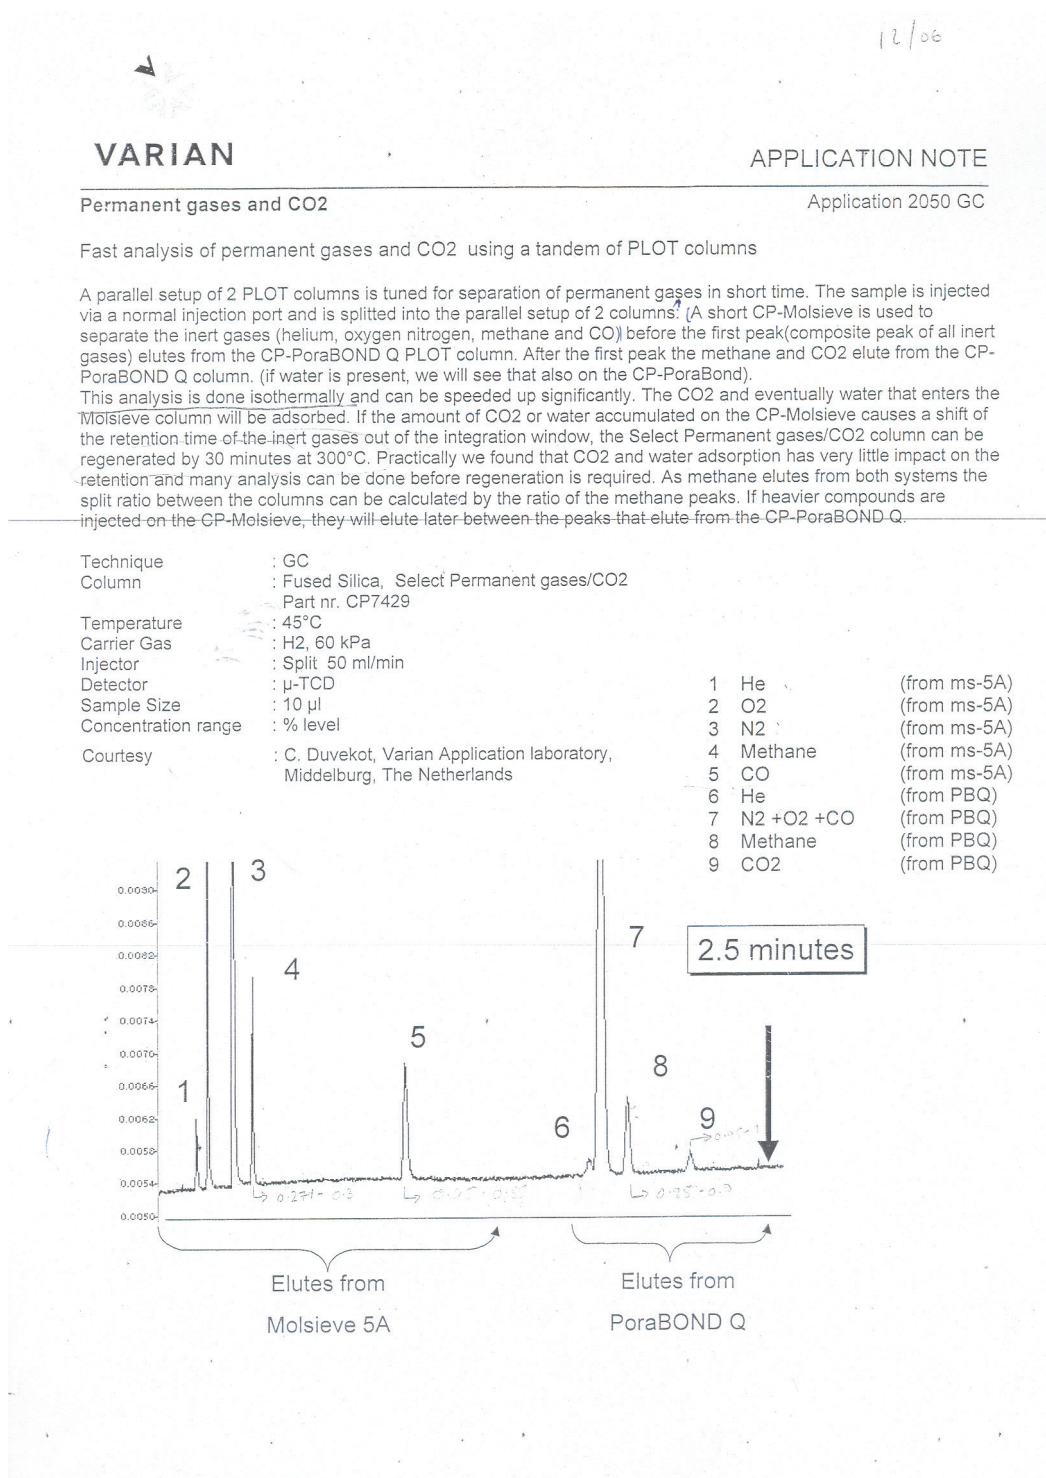 12/06
VARIAN
APPLICATION NOTE
Permanent gases and CO2
Application 2050 GC
Fast analysis of permanent gases and CO2 using a tandem of PLOT columns
A parallel setup of 2 PLOT columns is tuned for separation of permanent gases in short time. The sample is injected
via a normal injection port and is splitted into the parallel setup of 2 columns. (A short CP-Molsieve is used to
separate the inert gases (helium, oxygen nitrogen, methane and CO) before the first peak(composite peak of all inert
gases) elutes from the CP-PoraBOND Q PLOT column. After the first peak the methane and CO2 elute from the CP-
PoraBOND Q column. (if water is present, we will see that also on the CP-PoraBond).
This analysis is done isothermally and can be speeded up significantly. The CO2 and eventually water that enters the
Molsieve column will be adsorbed. If the amount of CO2 or water accumulated on the CP-Molsieve causes a shift of
the retention time of the inert gases out of the integration window, the Select Permanent gases/CO2 column can be
regenerated by 30 minutes at 300°C. Practically we found that CO2 and water adsorption has very little impact on the
retention and many analysis can be done before regeneration is required. As methane elutes from both systems the
split ratio between the columns can be calculated by the ratio of the methane peaks. If heavier compounds are
injected on the CP-Molsieve, they will elute later between the peaks that elute from the CP-PoraBOND Q.
Technique : GC
Column : Fused Silica, Select Permanent gases/CO2
Part nr. CP7429
Temperature : 45°C
Carrier Gas : H2, 60 kPa
Injector : Split 50 ml/min
Detector : µ-TCD
Sample Size : 10 µl
Concentration range : % level
Courtesy : C. Duvekot, Varian Application laboratory,
Middelburg, The Netherlands
1 He (from ms-5A)
2 O2 (from ms-5A)
3 N2 (from ms-5A)
4 Methane (from ms-5A)
5 CO (from ms-5A)
6 He (from PBQ)
7 N2 +O2 +CO (from PBQ)
8 Methane (from PBQ)
9 CO2 (from PBQ)
0.0090
0.0086
0.0082
0.0078
0.0074
0.0070
0.0066
0.0062
0.0058
0.0054
0.0050
1
2
3
4
5
6
7
8
9
2.5 minutes
0.271-0.3
Elutes from
Molsieve 5A
Elutes from
PoraBOND Q